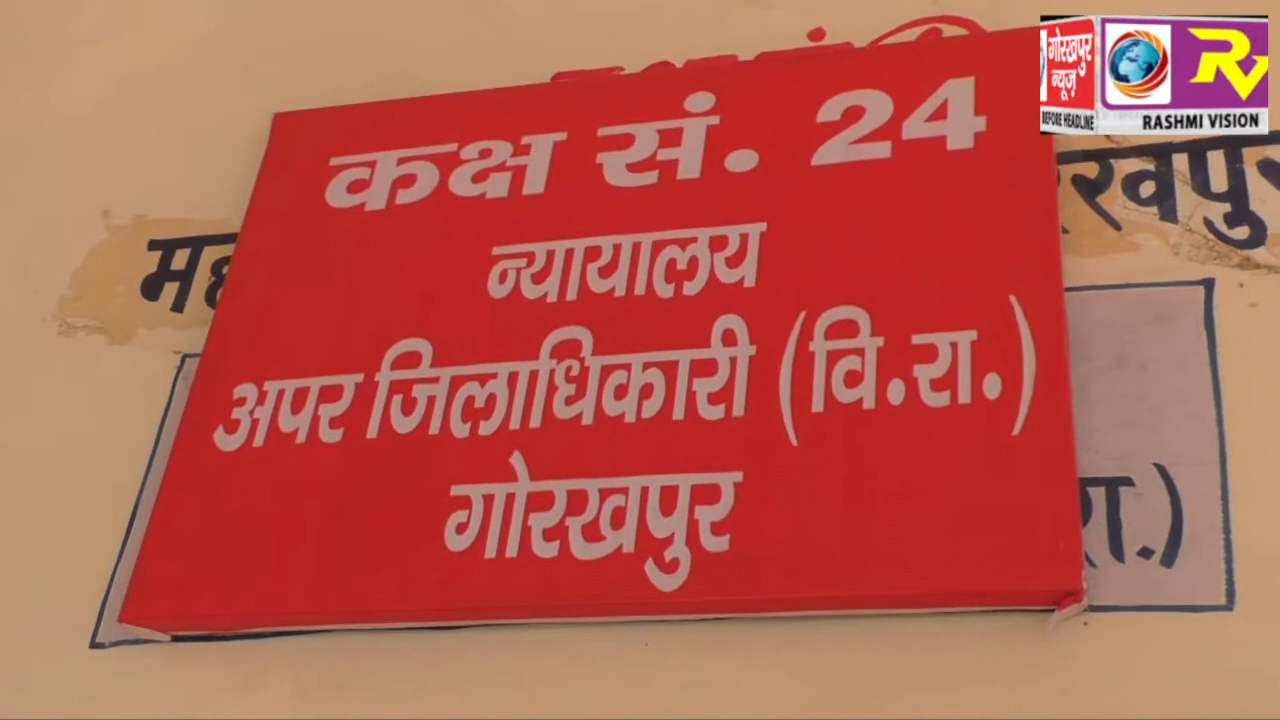 कक्ष सं. 24
न्यायालय
अपर जिलाधिकारी (वि.रा.)
गोरखपुर
गोरखपुर
न्यूज़
BEFORE HEADLINE
RV
RASHMI VISION
रा.)